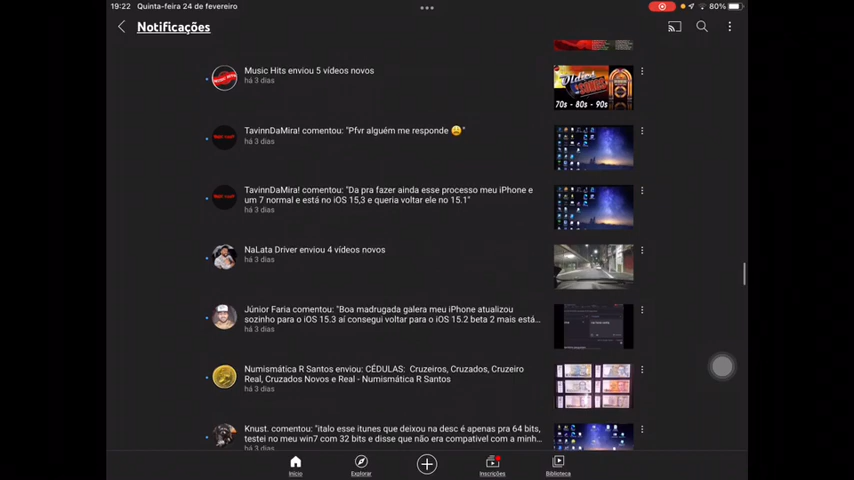 19:22 Quinta-feira 24 de fevereiro
80%
Notificações
Music Hits enviou 5 vídeos novos
há 3 dias
Oldies
SONGS
70s - 80s - 90s
TavinnDaMira! comentou: "Pfvr alguém me responde 😩"
há 3 dias
TavinnDaMira! comentou: "Da pra fazer ainda esse processo meu iPhone e
um 7 normal e está no iOS 15,3 e queria voltar ele no 15.1"
há 3 dias
NaLata Driver enviou 4 vídeos novos
há 3 dias
Júnior Faria comentou: "Boa madrugada galera meu iPhone atualizou
sozinho para o iOS 15.3 aí consegui voltar para o iOS 15.2 beta 2 mais está...
há 3 dias
Numismática R Santos enviou: CÉDULAS: Cruzeiros, Cruzados, Cruzeiro
Real, Cruzados Novos e Real - Numismática R Santos
há 3 dias
Knust. comentou: "italo esse itunes que deixou na desc é apenas pra 64 bits,
testei no meu win7 com 32 bits e disse que não era compativel com a minh...
há 3 dias
Início
Explorar
Inscrições
Biblioteca